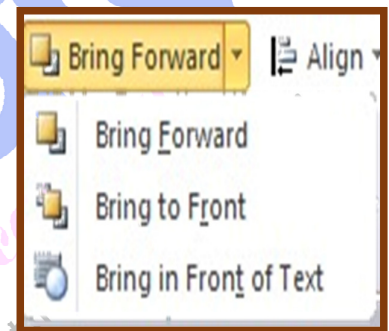 Bring Forward Align
Bring Forward
Bring to Front
Bring in Front of Text